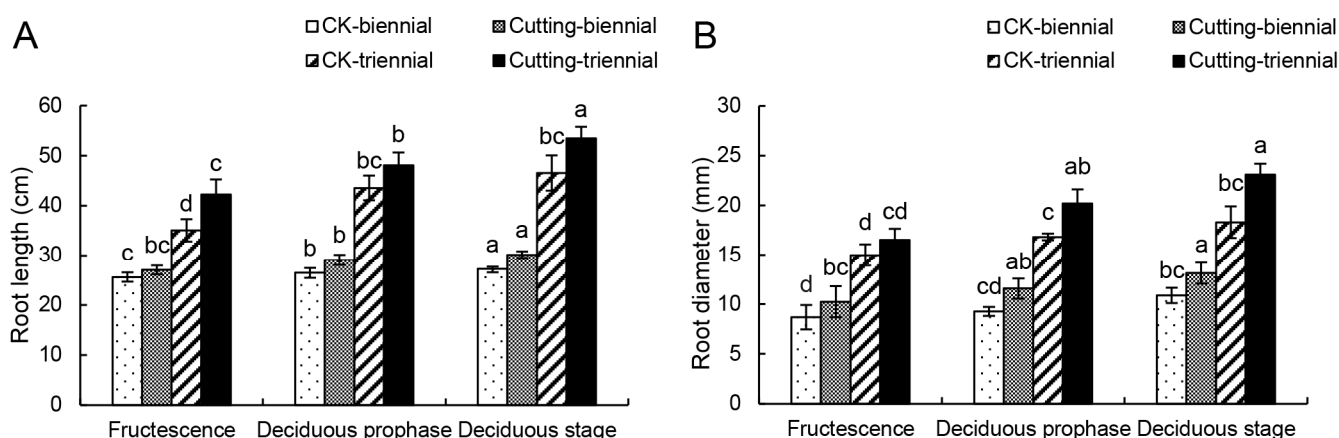 A
CK-biennial
Cutting-biennial
CK-triennial
Cutting-triennial
Root length (cm)
60
50
40
30
20
10
0
c
bc
d
c
b
b
bc
b
a
a
bc
a
Fructescence
Deciduous prophase
Deciduous stage
B
CK-biennial
Cutting-biennial
CK-triennial
Cutting-triennial
Root diameter (mm)
30
25
20
15
10
5
0
d
bc
d
cd
cd
ab
c
ab
bc
a
bc
a
Fructescence
Deciduous prophase
Deciduous stage